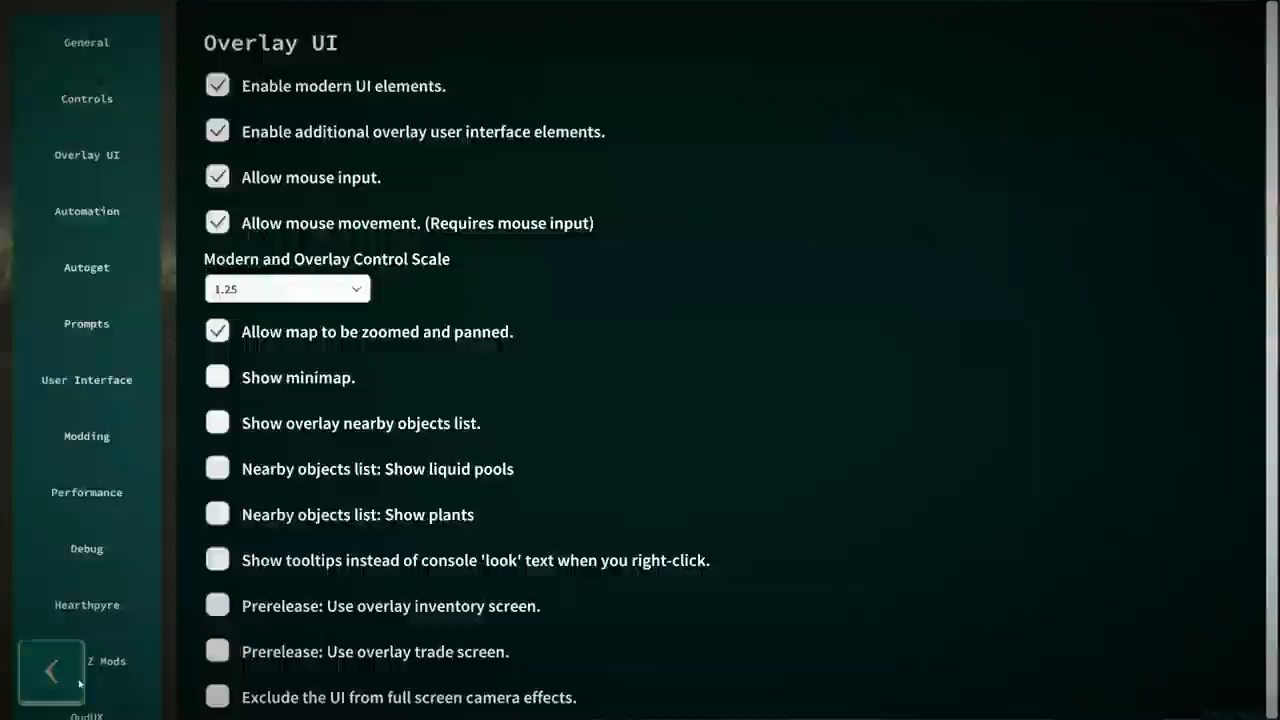 General
Controls
Overlay UI
Automation
Autoget
Prompts
User Interface
Modding
Performance
Debug
Hearthpyre
Z Mods
QudUX
Overlay UI
Enable modern UI elements.
Enable additional overlay user interface elements.
Allow mouse input.
Allow mouse movement. (Requires mouse input)
Modern and Overlay Control Scale
1.25
Allow map to be zoomed and panned.
Show minimap.
Show overlay nearby objects list.
Nearby objects list: Show liquid pools
Nearby objects list: Show plants
Show tooltips instead of console 'look' text when you right-click.
Prerelease: Use overlay inventory screen.
Prerelease: Use overlay trade screen.
Exclude the UI from full screen camera effects.